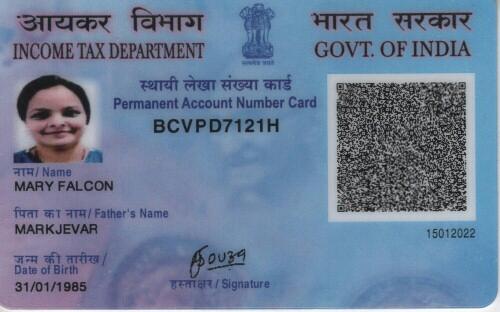 आयकर विभाग
INCOME TAX DEPARTMENT
भारत सरकार
GOVT. OF INDIA
स्थायी लेखा संख्या कार्ड
Permanent Account Number Card
BCVPD7121H
नाम/ Name
MARY FALCON
पिता का नाम/ Father's Name
MARKJEVAR
15012022
जन्म की तारीख/
Date of Birth
31/01/1985
हस्ताक्षर / Signature